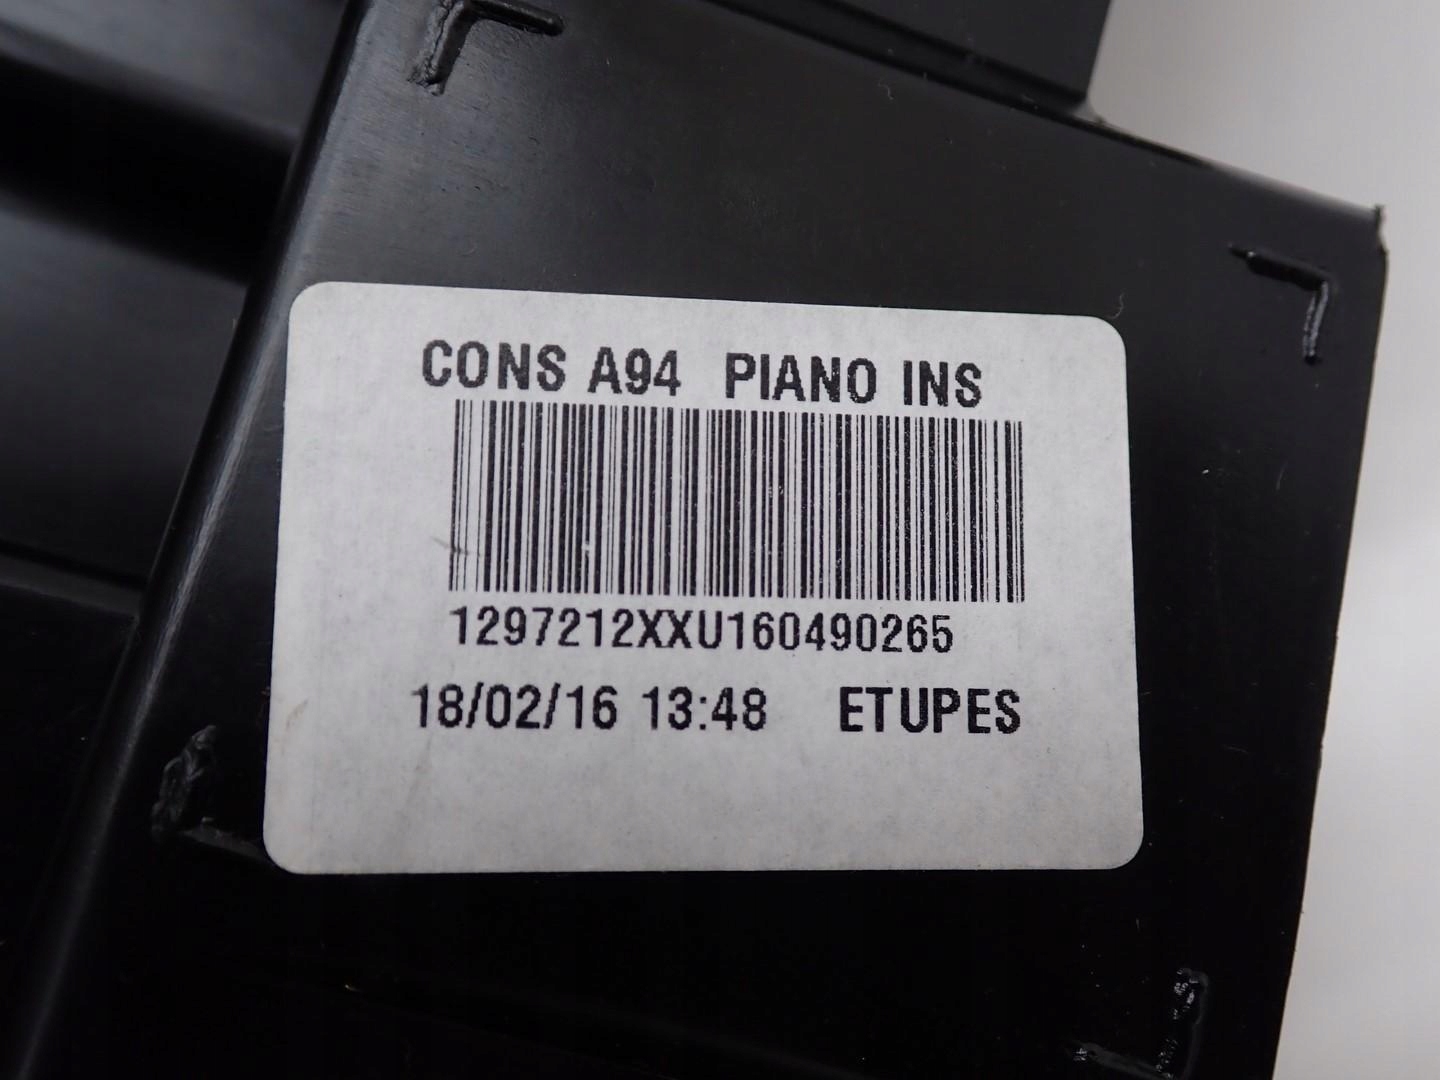 CONS A94 PIANO INS
1297212XXU160490265
18/02/16 13:48 ETUPES